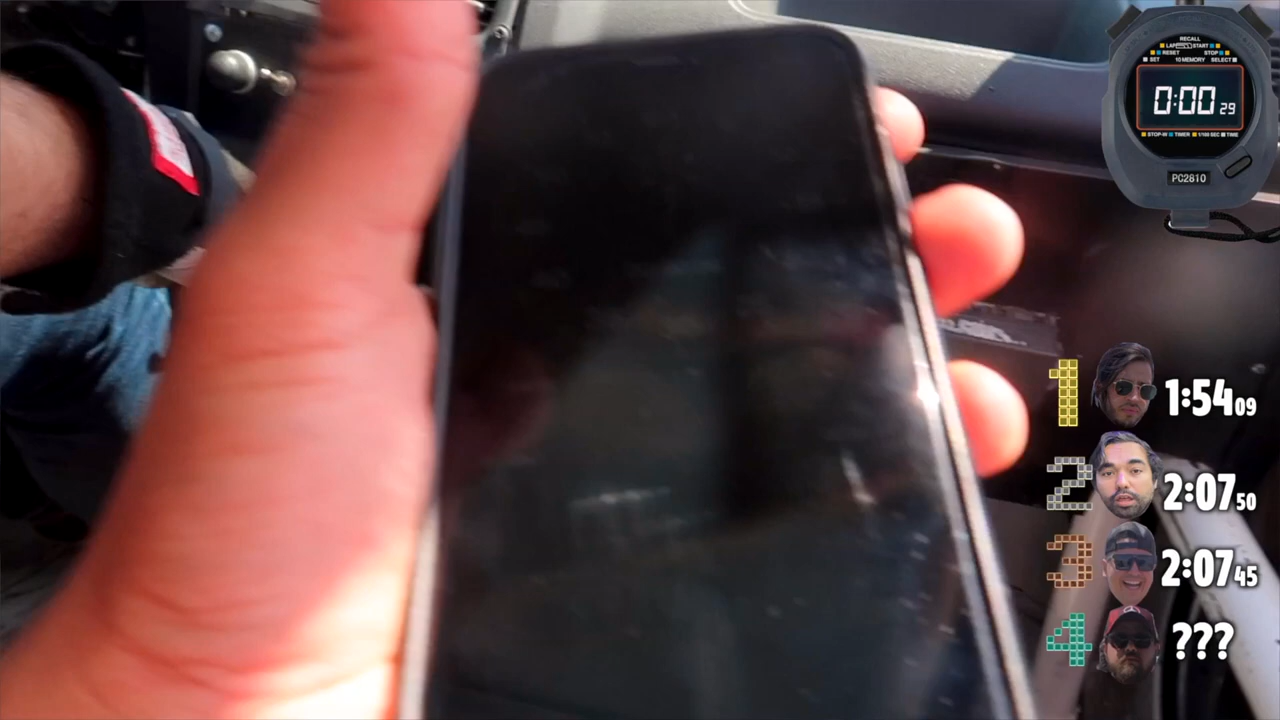 RECALL
LAP START
RESET STOP
SET 10 MEMORY SELECT
0:00 29
STOP-W TIMER 1/100 SEC TIME
PC2810
1 1:54 09
2 2:07 50
3 2:07 45
4 ???